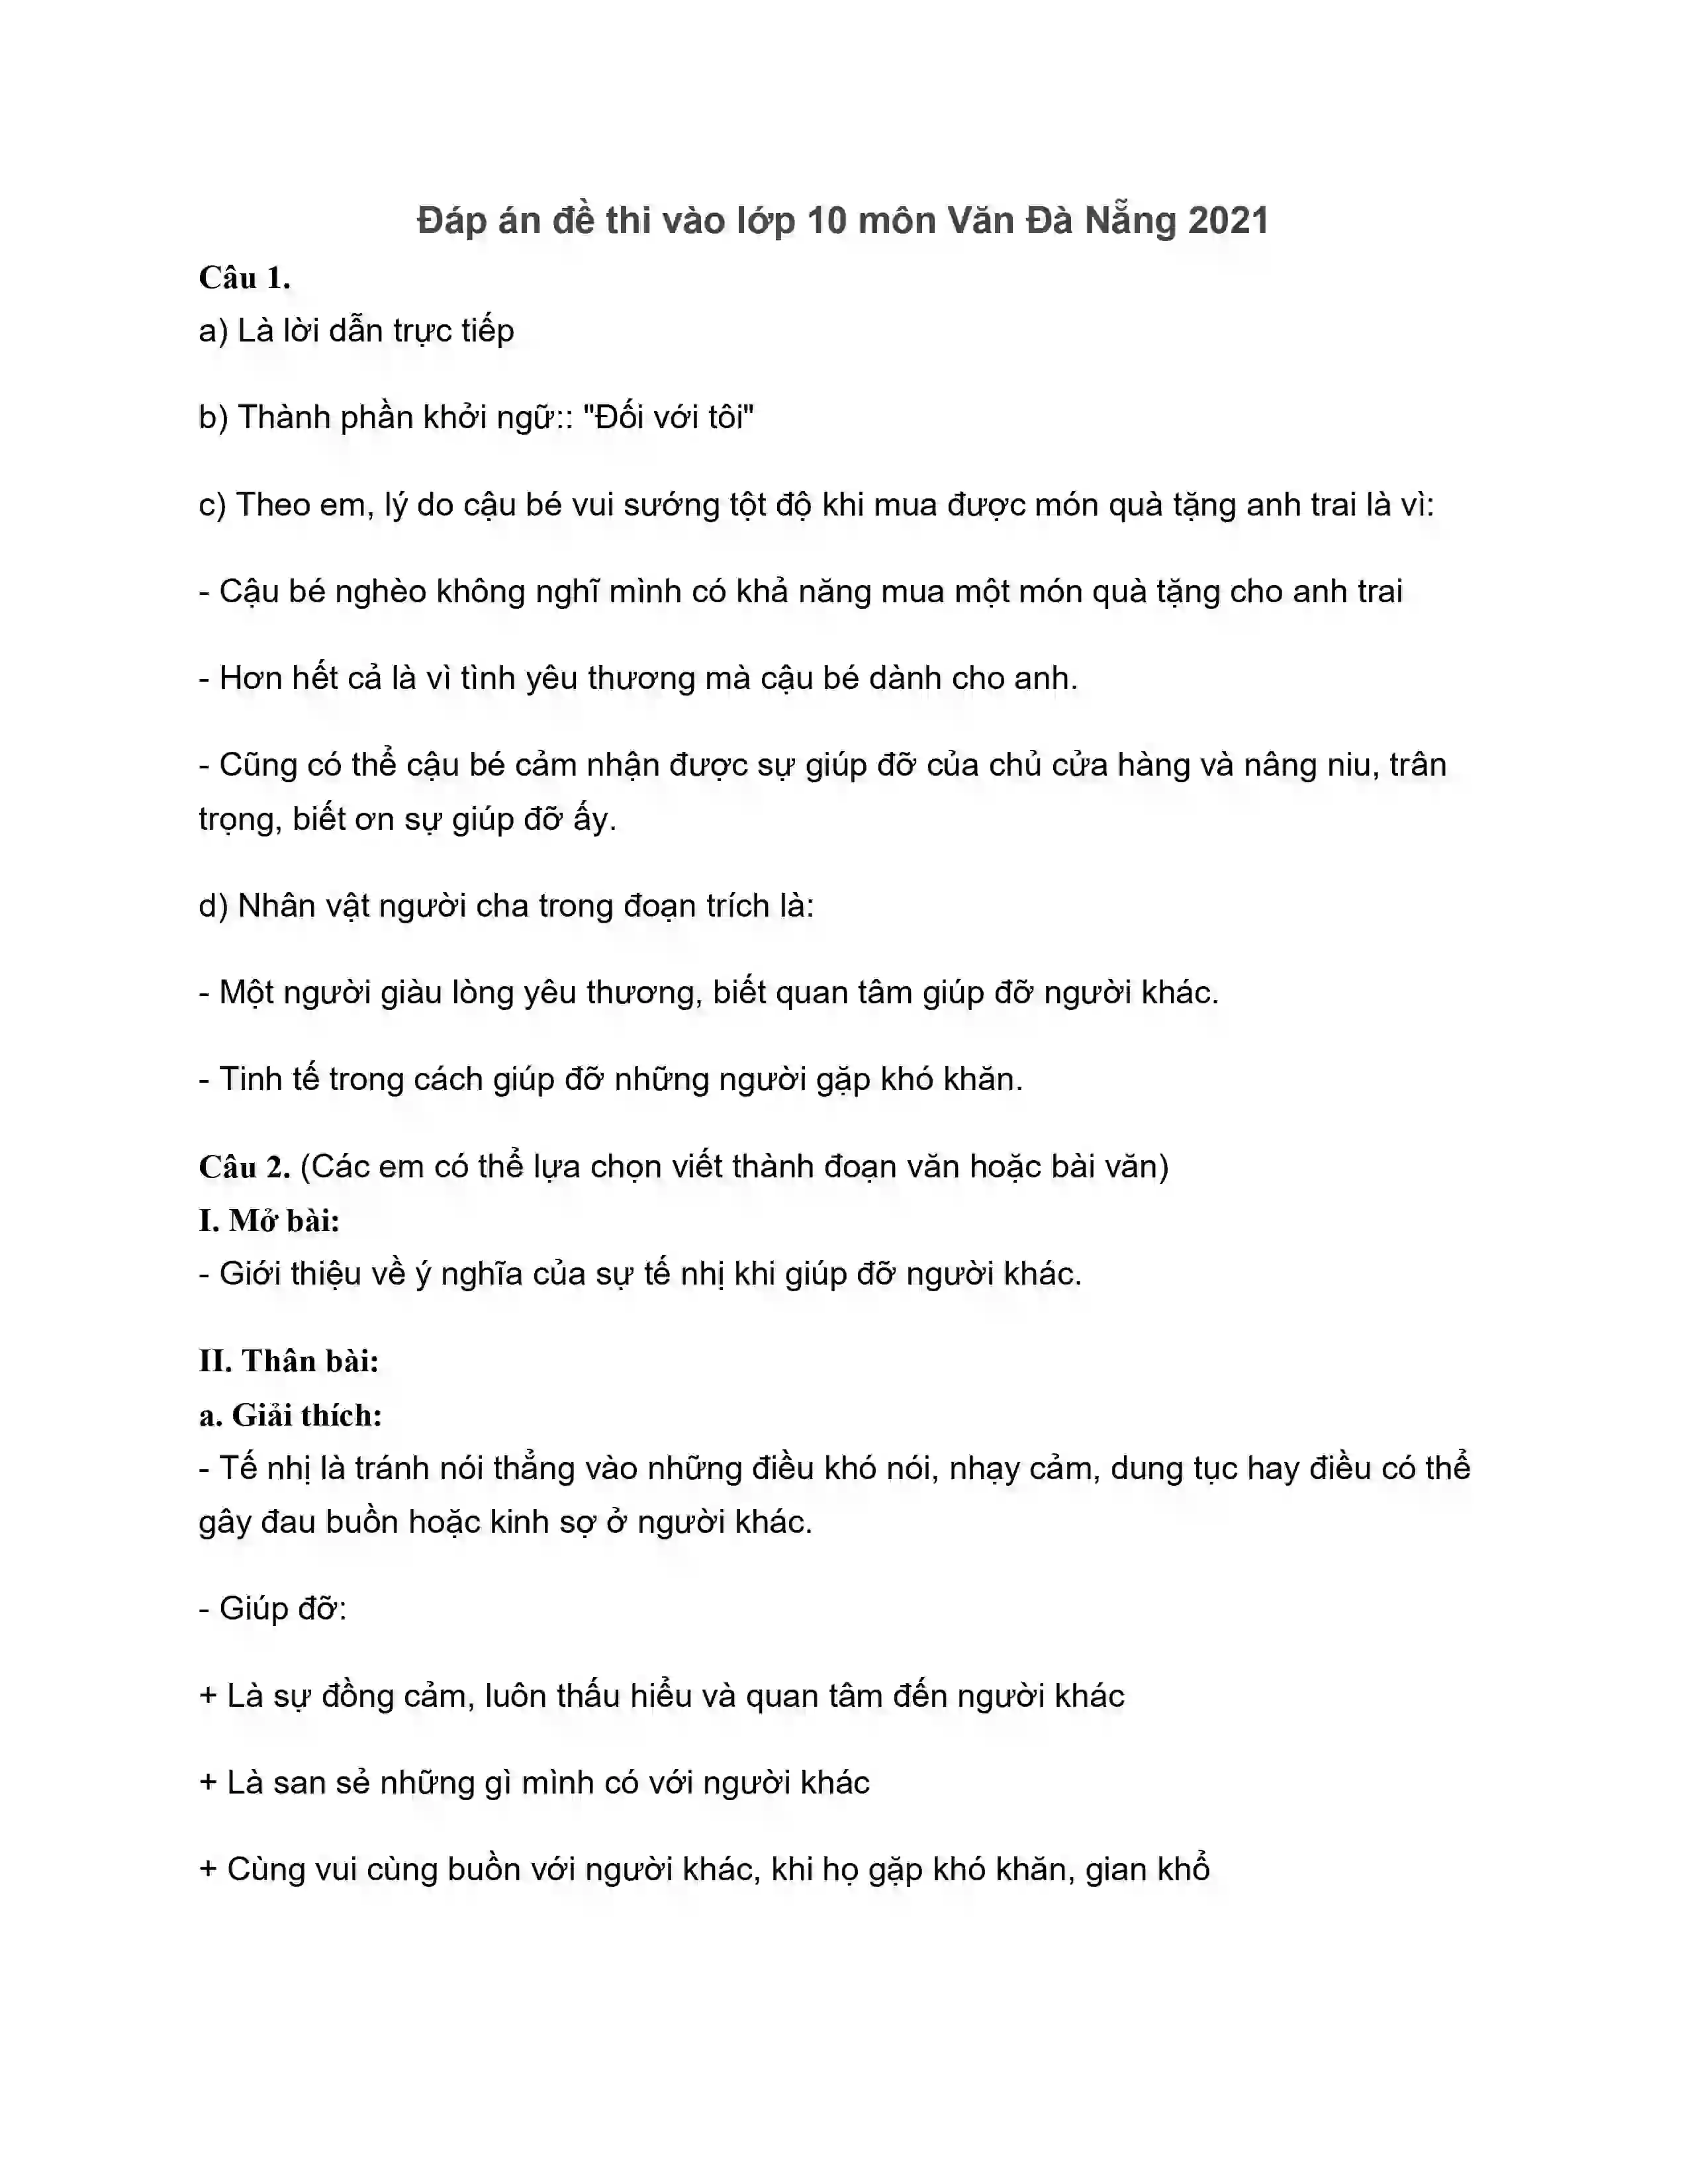 Đáp án đề thi vào lớp 10 môn Văn Đà Nẵng 2021
Câu 1.
a) Là lời dẫn trực tiếp
b) Thành phần khởi ngữ:: "Đối với tôi"
c) Theo em, lý do cậu bé vui sướng tột độ khi mua được món quà tặng anh trai là vì:
- Cậu bé nghèo không nghĩ mình có khả năng mua một món quà tặng cho anh trai
- Hơn hết cả là vì tình yêu thương mà cậu bé dành cho anh.
- Cũng có thể cậu bé cảm nhận được sự giúp đỡ của chủ cửa hàng và nâng niu, trân
trọng, biết ơn sự giúp đỡ ấy.
d) Nhân vật người cha trong đoạn trích là:
- Một người giàu lòng yêu thương, biết quan tâm giúp đỡ người khác.
- Tinh tế trong cách giúp đỡ những người gặp khó khăn.
Câu 2. (Các em có thể lựa chọn viết thành đoạn văn hoặc bài văn)
I. Mở bài:
- Giới thiệu về ý nghĩa của sự tế nhị khi giúp đỡ người khác.
II. Thân bài:
a. Giải thích:
- Tế nhị là tránh nói thẳng vào những điều khó nói, nhạy cảm, dung tục hay điều có thể
gây đau buồn hoặc kinh sợ ở người khác.
- Giúp đỡ:
+ Là sự đồng cảm, luôn thấu hiểu và quan tâm đến người khác
+ Là san sẻ những gì mình có với người khác
+ Cùng vui cùng buồn với người khác, khi họ gặp khó khăn, gian khổ